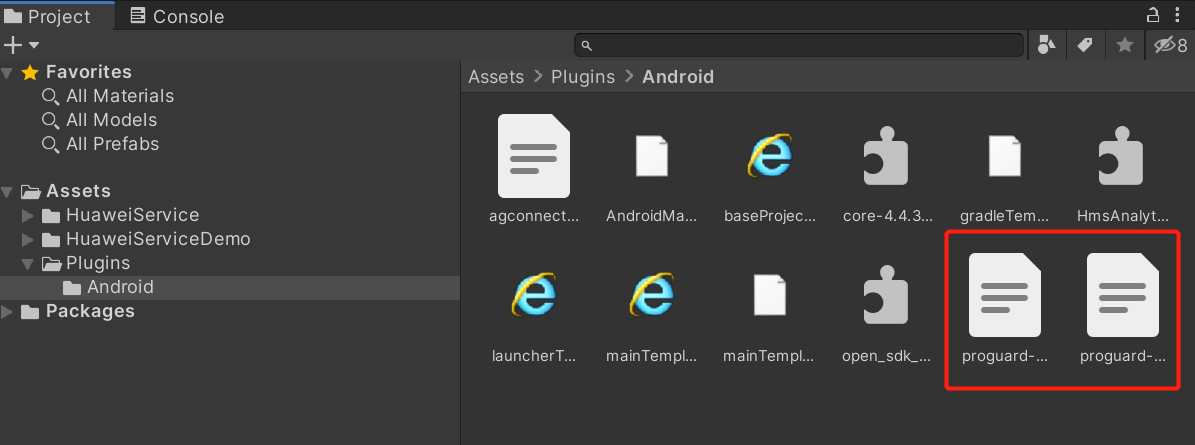 Project
Console
8
Favorites
All Materials
All Models
All Prefabs
Assets
HuaweiService
HuaweiServiceDemo
Plugins
Android
Packages
Assets > Plugins > Android
agconnect...
AndroidMa...
baseProjec...
core-4.4.3...
gradleTem...
HmsAnalyt...
launcherT...
mainTempl...
mainTempl...
open_sdk_...
proguard-...
proguard-...